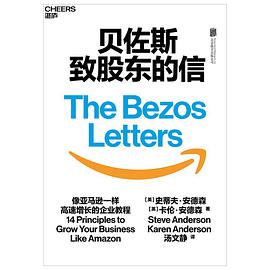 CHEERS
湛庐
贝佐斯
致股东的信
The Bezos
Letters
像亚马逊一样
高速增长的企业教程
14 Principles to
Grow Your Business
Like Amazon
[美]史蒂夫·安德森
[美]卡伦·安德森 著
Steve Anderson
Karen Anderson
汤文静 译